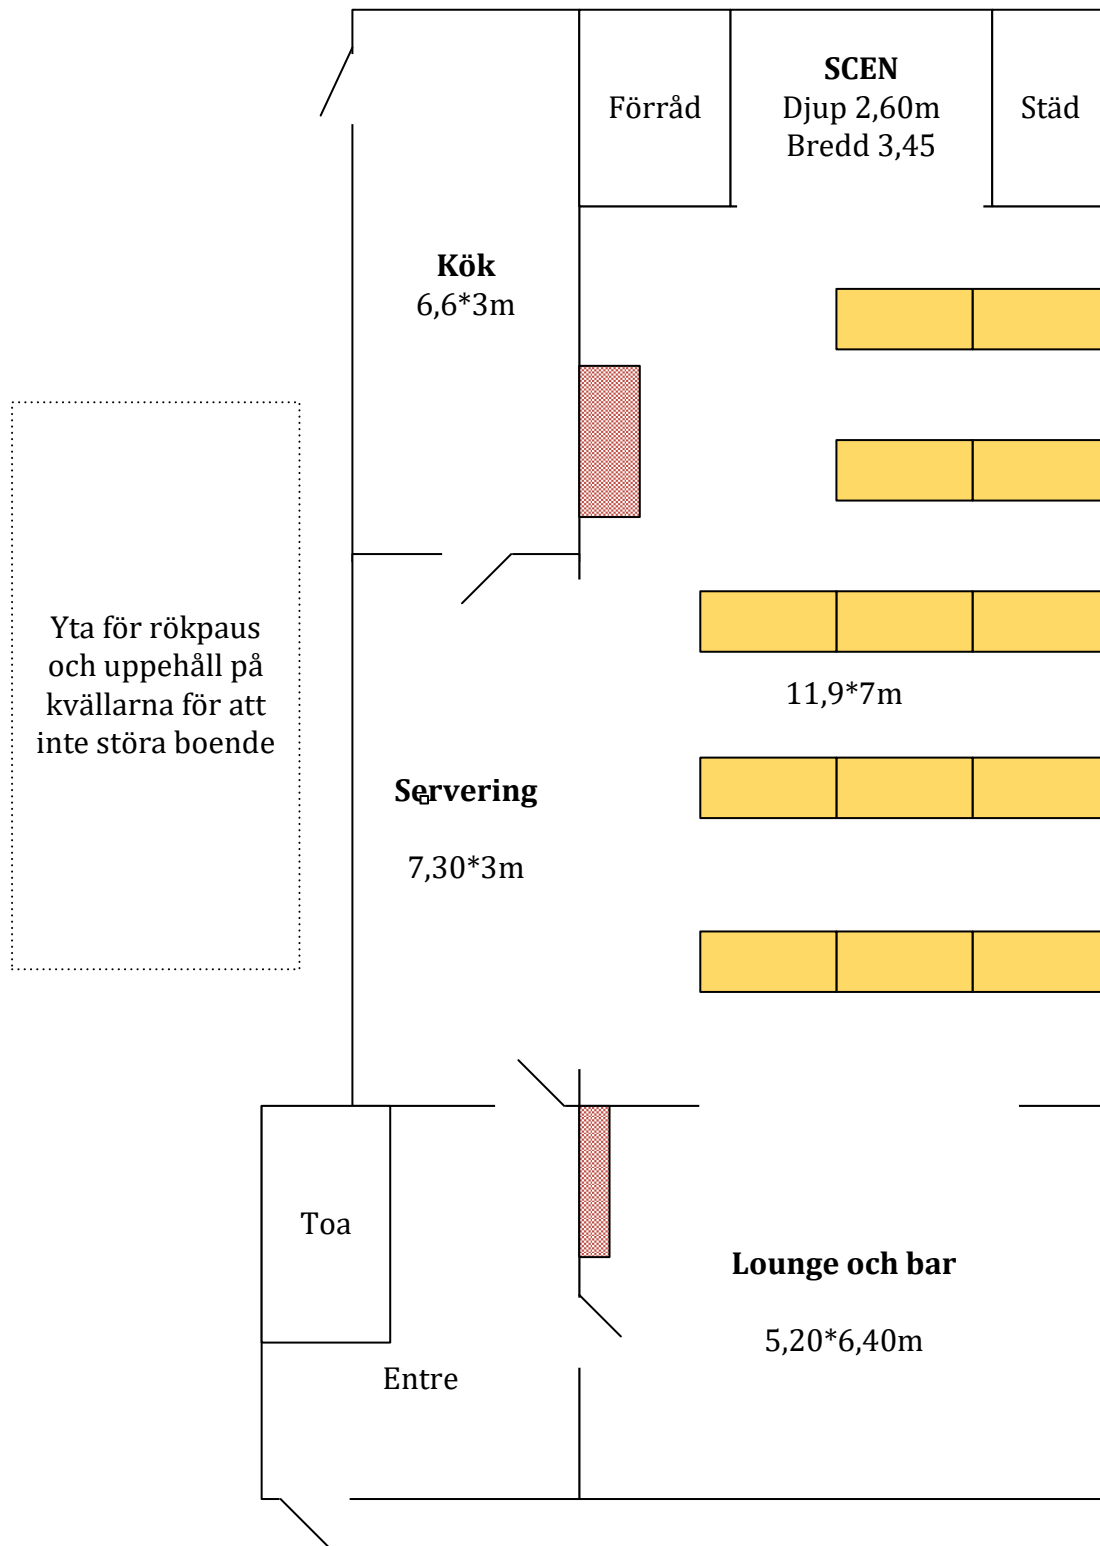 SCEN
Djup 2,60m
Bredd 3,45
Förråd
Städ
Kök
6,6*3m
Yta för rökpaus
och uppehåll på
kvällarna för att
inte störa boende
11,9*7m
Servering
7,30*3m
Toa
Lounge och bar
5,20*6,40m
Entre